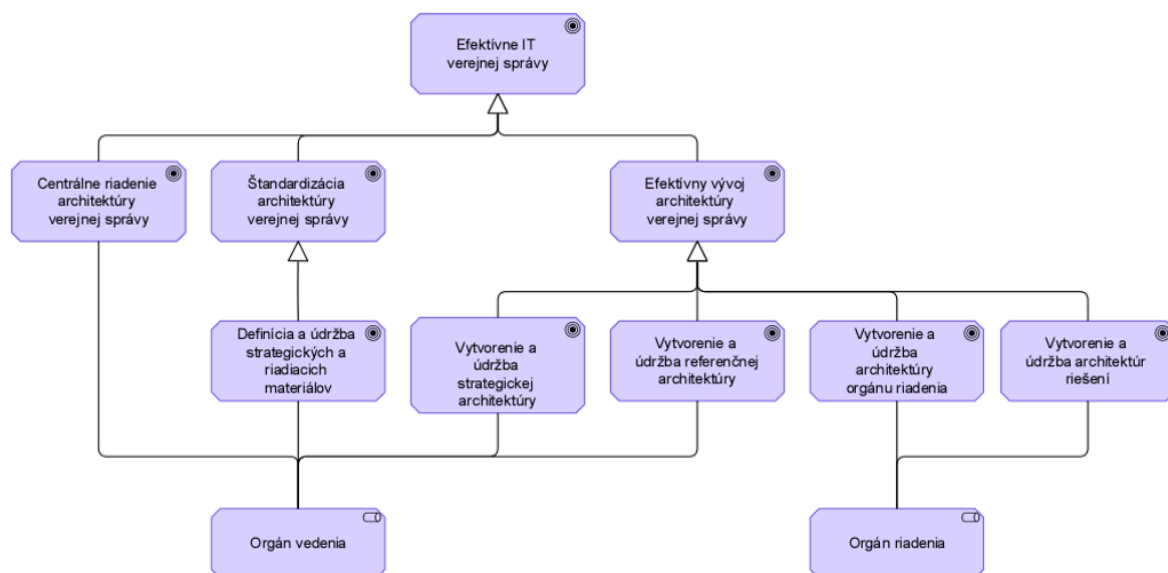 Efektívne IT
verejnej správy
Centrálne riadenie
architektúry
verejnej správy
Štandardizácia
architektúry
verejnej správy
Efektívny vývoj
architektúry
verejnej správy
Definícia a údržba
strategických a
riadiacich
materiálov
Vytvorenie a
údržba
strategickej
architektúry
Vytvorenie a
údržba referenčnej
architektúry
Vytvorenie a
údržba
architektúry
orgánu riadenia
Vytvorenie a
údržba architektúr
riešení
Orgán vedenia
Orgán riadenia